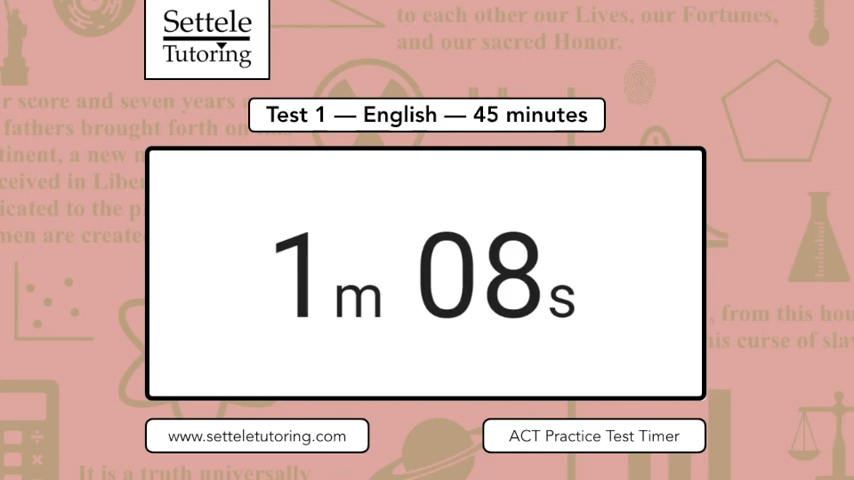 Settele
Tutoring
to each other our Lives, our Fortunes,
and our sacred Honor.
r score and seven years
fathers brought forth on
tinent, a new n
ceived in Liber
icated to the p
men are create
Test 1 — English — 45 minutes
1m 08s
, from this hou
his curse of slav
www.setteletutoring.com
ACT Practice Test Timer
It is a truth universally